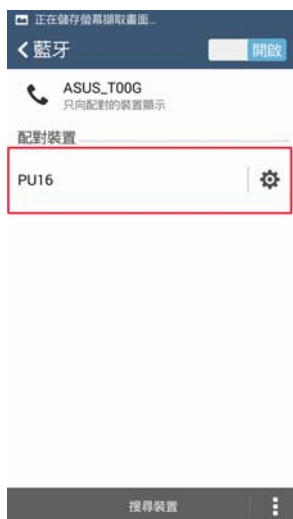 正在儲存螢幕擷取畫面...
藍牙
開啟
ASUS_T00G
只向配對的裝置顯示
配對裝置
PU16
搜尋裝置